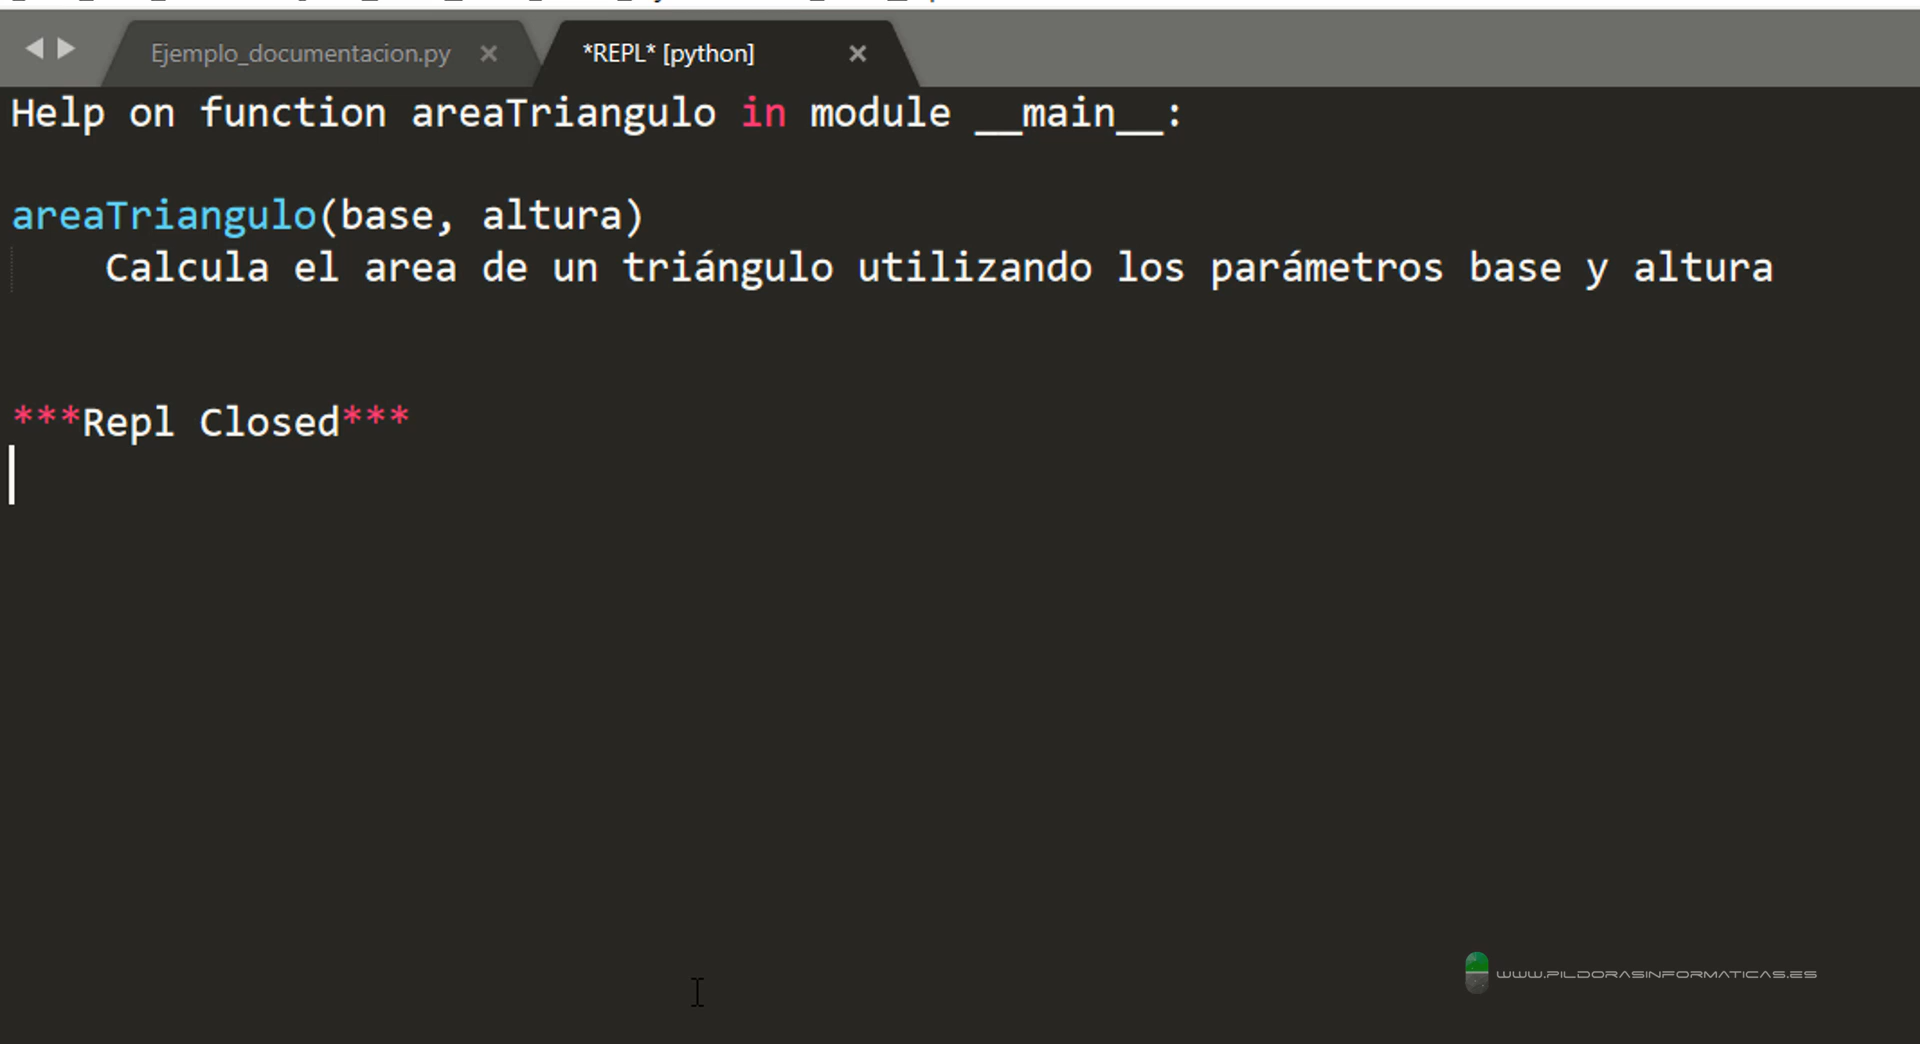 Ejemplo_documentacion.py × *REPL* [python] ×
Help on function areaTriangulo in module __main__:
areaTriangulo(base, altura)
Calcula el area de un triángulo utilizando los parámetros base y altura
***Repl Closed***
WWW.PILDORASINFORMATICAS.ES